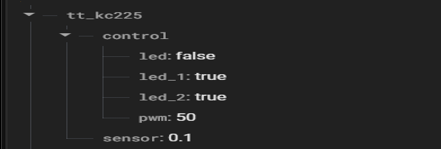 tt_kc225
control
led: false
led_1: true
led_2: true
pwm: 50
sensor: 0.1